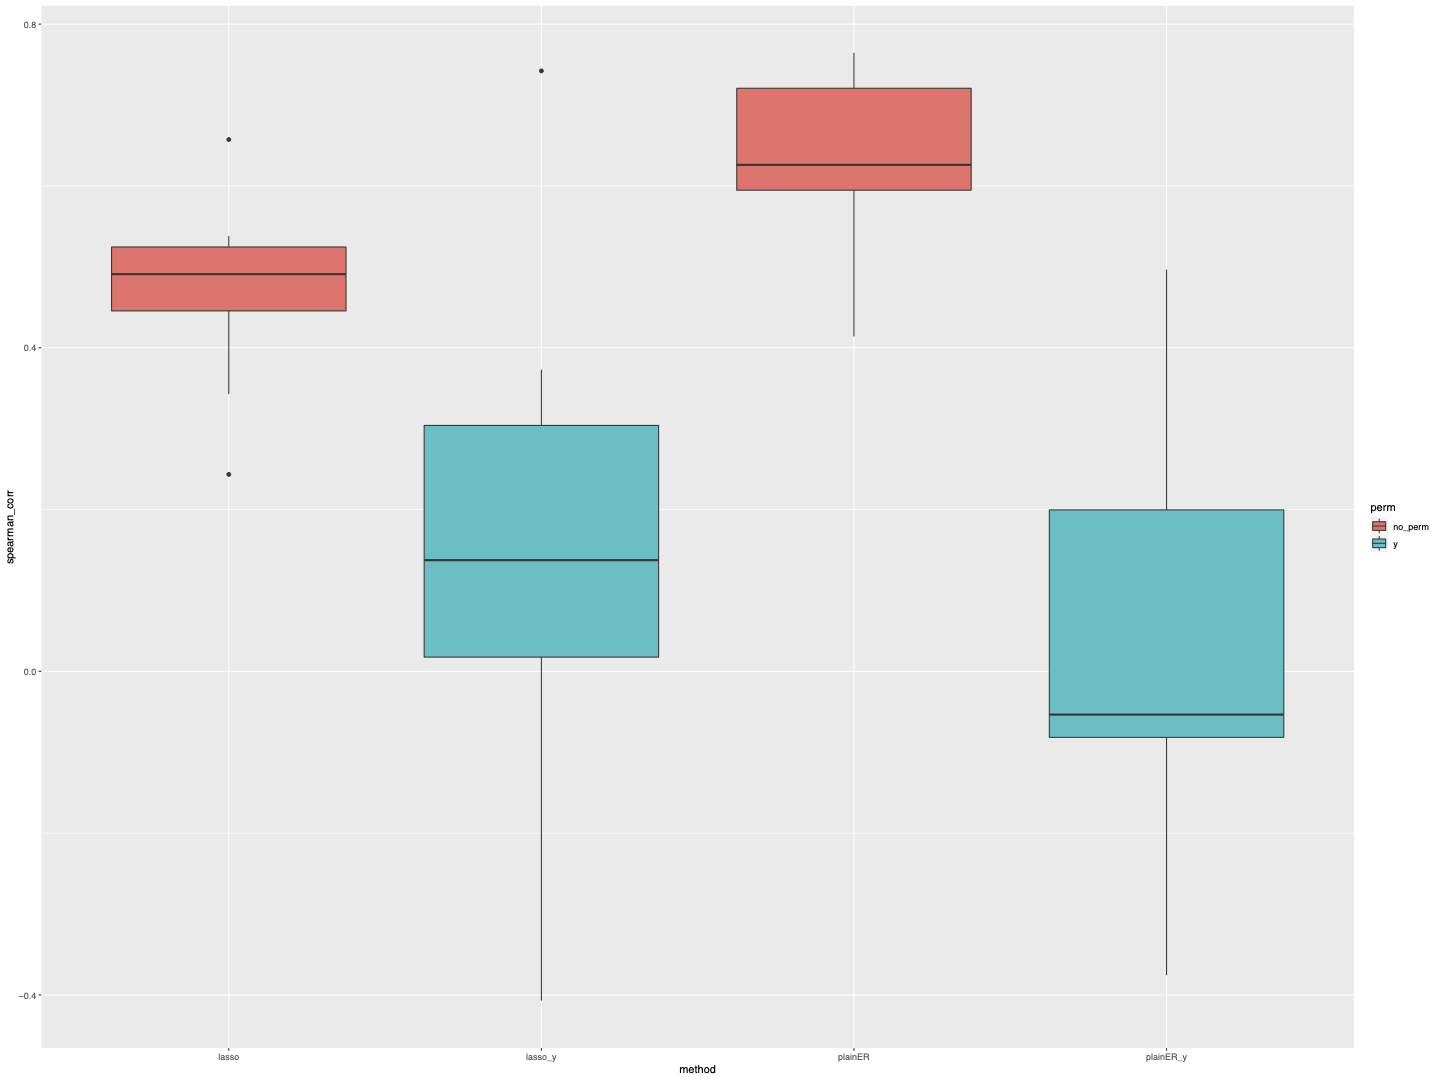 spearman_corr
0.8
0.4
0.0
−0.4
lasso
lasso_y
plainER
plainER_y
method
perm
no_perm
y